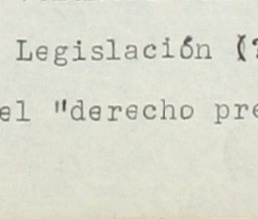 Legislación (?
el "derecho pre